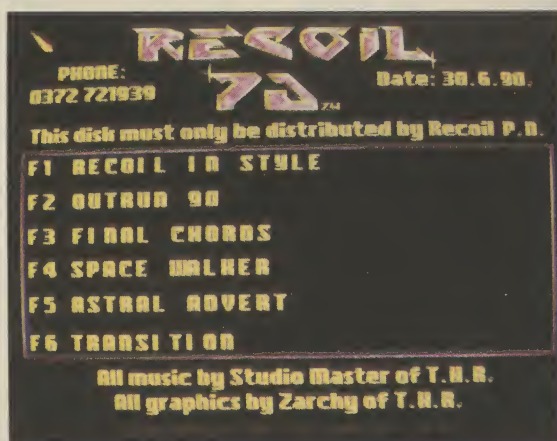 RECOIL
PD TM
PHONE:
0372 721939
Date: 30.6.90.
This disk must only be distributed by Recoil P.D.
F1 RECOIL IN STYLE
F2 OUTRUN 90
F3 FINAL CHORDS
F4 SPACE WALKER
F5 ASTRAL ADVERT
F6 TRANSITION
All music by Studio Master of T.H.R.
All graphics by Zarchy of T.H.R.